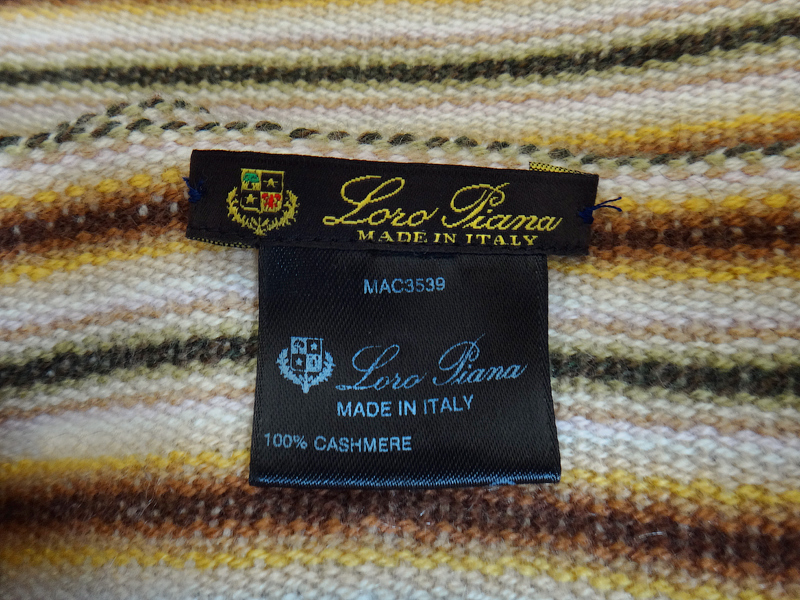 Loro Piana
MADE IN ITALY
MAC3539
Loro Piana
MADE IN ITALY
100% CASHMERE